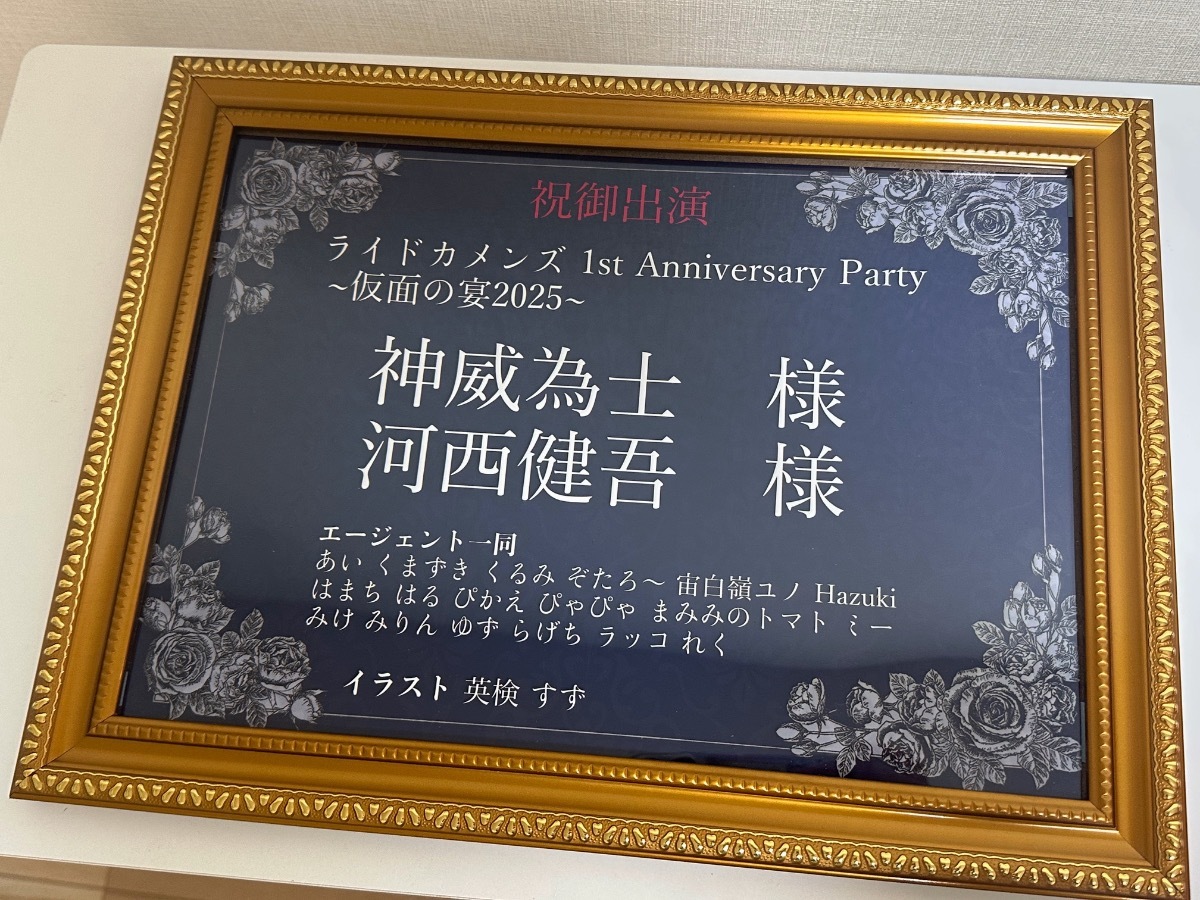 祝御出演
ライドカメンズ 1st Anniversary Party
~仮面の宴2025~
神威為士 様
河西健吾 様
エージェント一同
あい くまずき くるみ ぞたろ～ 宙白嶺ユノ Hazuki
はまち はる ぴかえ ぴゃぴゃ まみみのトマト ミー
みけ みりん ゆず らげち ラッコ れく
イラスト 英検 すず